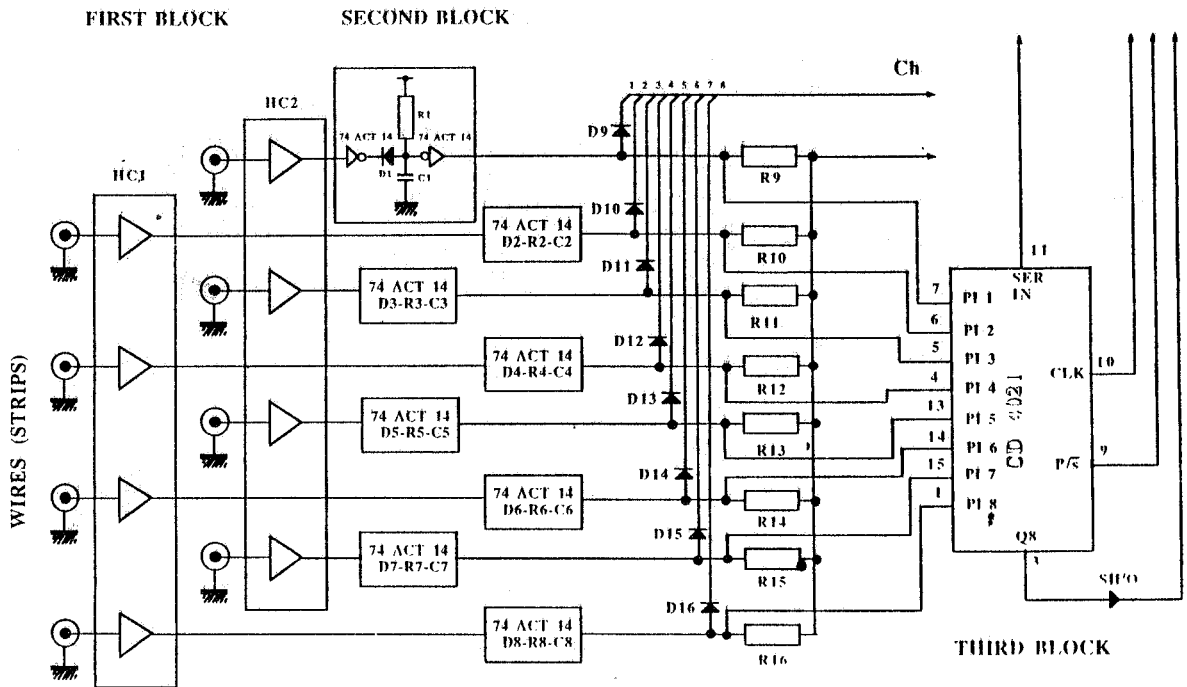 FIRST BLOCK
SECOND BLOCK
1 2 3 4 5 6 7 8
Ch
HC2
R1
74 ACT 14
74 ACT 14
D1
C1
D9
R9
HC1
D10
74 ACT 14
D2-R2-C2
R10
11
SER
IN
D11
74 ACT 14
D3-R3-C3
R11
7
PI 1
6
PI 2
5
PI 3
D12
74 ACT 14
D4-R4-C4
R12
4
PI 4
CLK
10
CD 4021
WIRES (STRIPS)
D13
74 ACT 14
D5-R5-C5
R13
13
PI 5
14
PI 6
P/S
9
D14
74 ACT 14
D6-R6-C6
R14
15
PI 7
1
PI 8
Q8
3
D15
74 ACT 14
D7-R7-C7
R15
D16
74 ACT 14
D8-R8-C8
R16
THIRD BLOCK